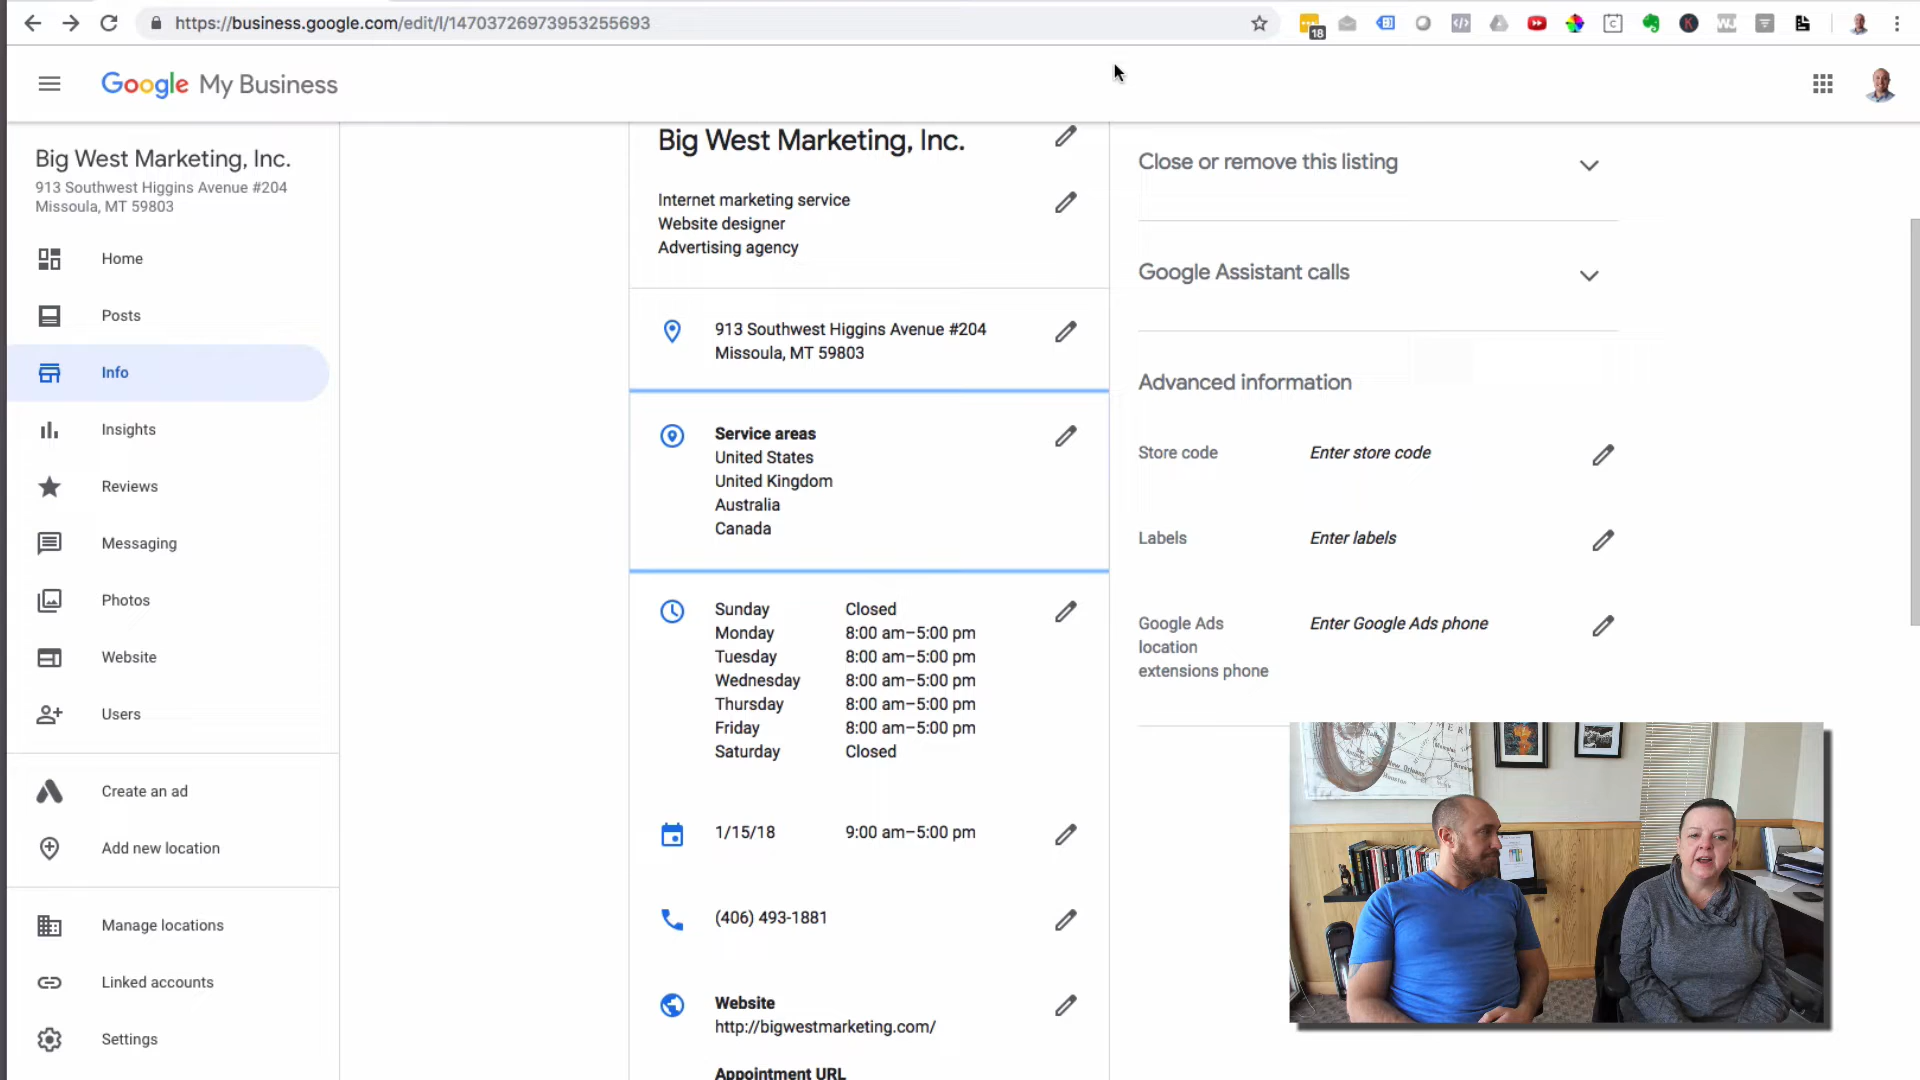 https://business.google.com/edit/l/14703726973953255693
18
Google My Business
Big West Marketing, Inc.
913 Southwest Higgins Avenue #204
Missoula, MT 59803
Home
Posts
Info
Insights
Reviews
Messaging
Photos
Website
Users
Create an ad
Add new location
Manage locations
Linked accounts
Settings
Big West Marketing, Inc.
Internet marketing service
Website designer
Advertising agency
913 Southwest Higgins Avenue #204
Missoula, MT 59803
Service areas
United States
United Kingdom
Australia
Canada
Sunday Closed
Monday 8:00 am–5:00 pm
Tuesday 8:00 am–5:00 pm
Wednesday 8:00 am–5:00 pm
Thursday 8:00 am–5:00 pm
Friday 8:00 am–5:00 pm
Saturday Closed
1/15/18 9:00 am–5:00 pm
(406) 493-1881
Website
http://bigwestmarketing.com/
Appointment URL
Close or remove this listing
Google Assistant calls
Advanced information
Store code Enter store code
Labels Enter labels
Google Ads Enter Google Ads phone
location
extensions phone
New Orleans
Houston